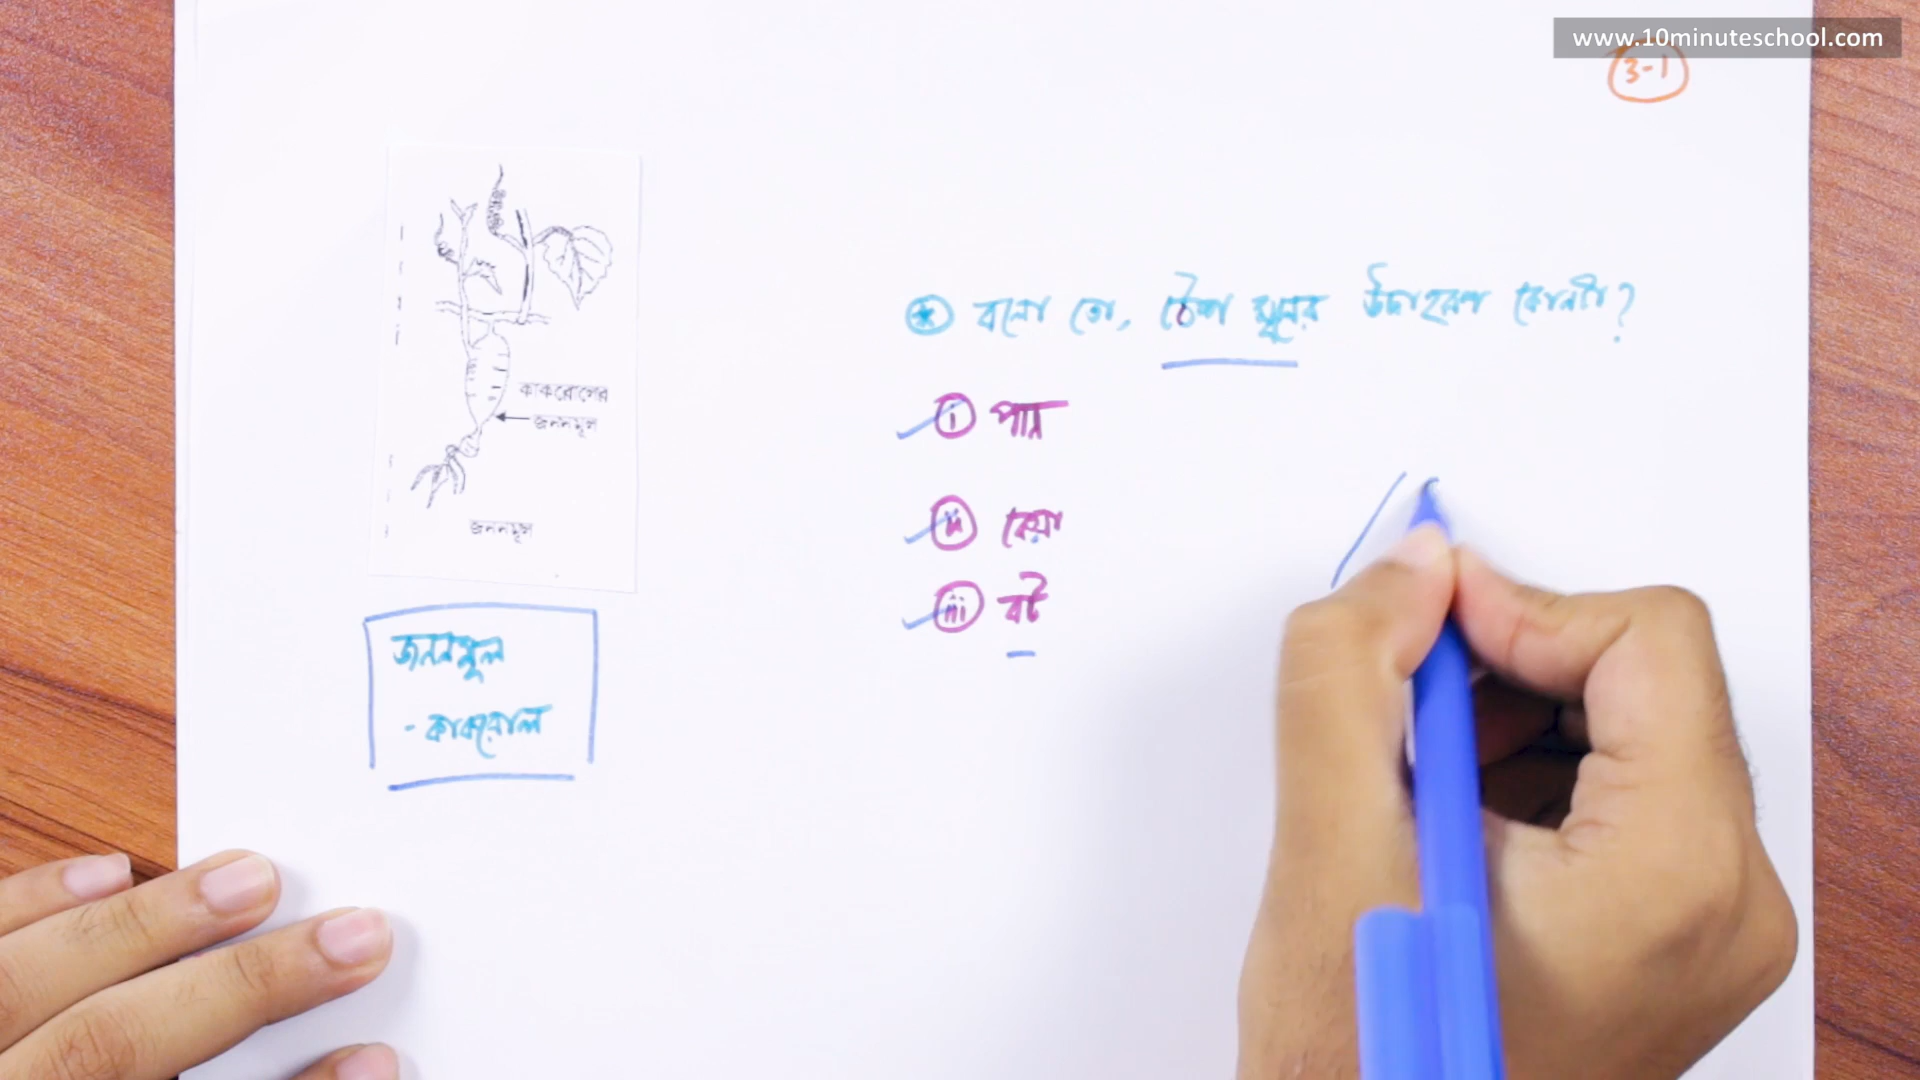 www.10minuteschool.com
3-1
কাকরোলের
জননমূল
জননমূল
জননমূল
- কাকরোল
* বলো তো, ঠেশ মূলের উদাহরণ কোনটা?
i পান
ii কেয়া
iii বট